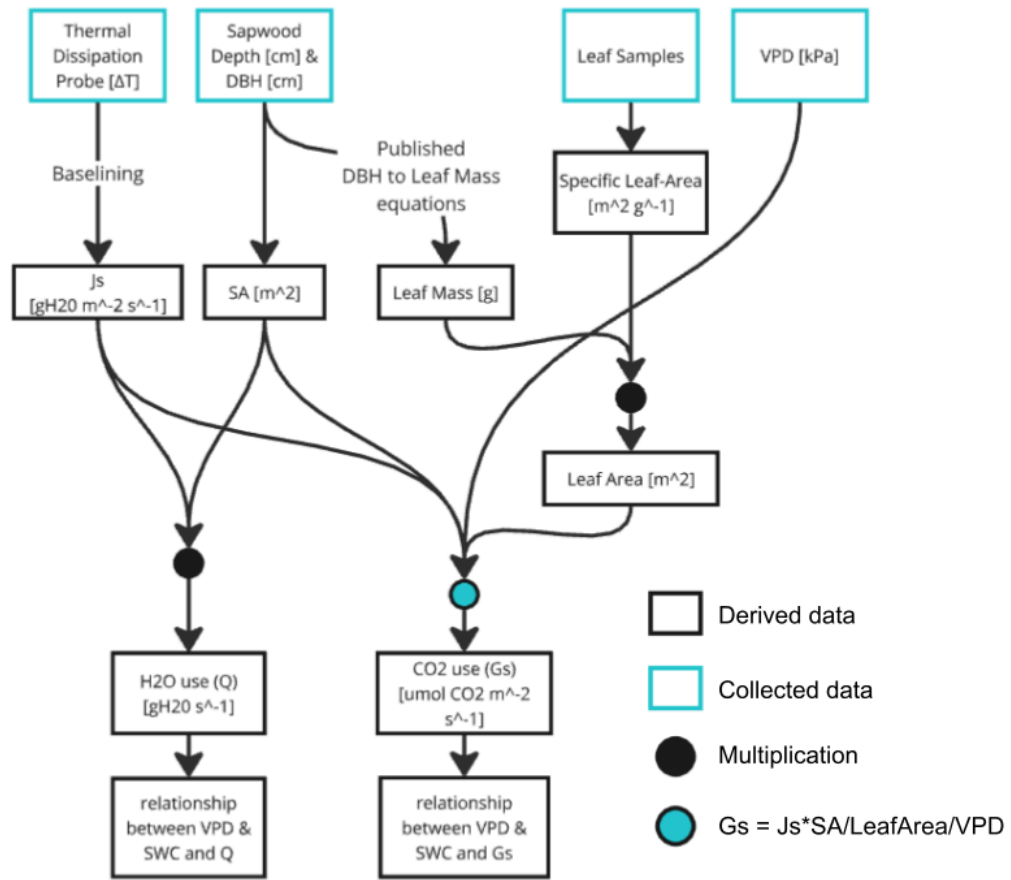 Thermal
Dissipation
Probe [ΔT]
Sapwood
Depth [cm] &
DBH [cm]
Leaf Samples
VPD [kPa]
Baselining
Published
DBH to Leaf Mass
equations
Specific Leaf-Area
[m^2 g^-1]
Js
[gH20 m^-2 s^-1]
SA [m^2]
Leaf Mass [g]
Leaf Area [m^2]
H2O use (Q)
[gH20 s^-1]
CO2 use (Gs)
[umol CO2 m^-2
s^-1]
relationship
between VPD &
SWC and Q
relationship
between VPD &
SWC and Gs
Derived data
Collected data
Multiplication
Gs = Js*SA/LeafArea/VPD